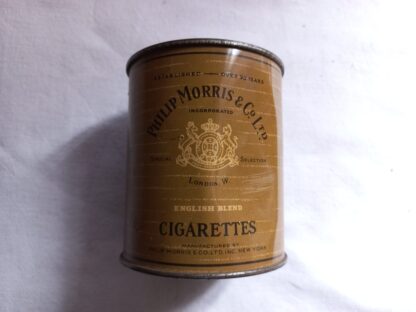 ESTABLISHED OVER 70 YEARS
PHILIP MORRIS & CO. LTD.
INCORPORATED
SPECIAL SELECTION
LONDON, W.
ENGLISH BLEND
CIGARETTES
MANUFACTURED BY
PHILIP MORRIS & CO. LTD. INC. NEW YORK